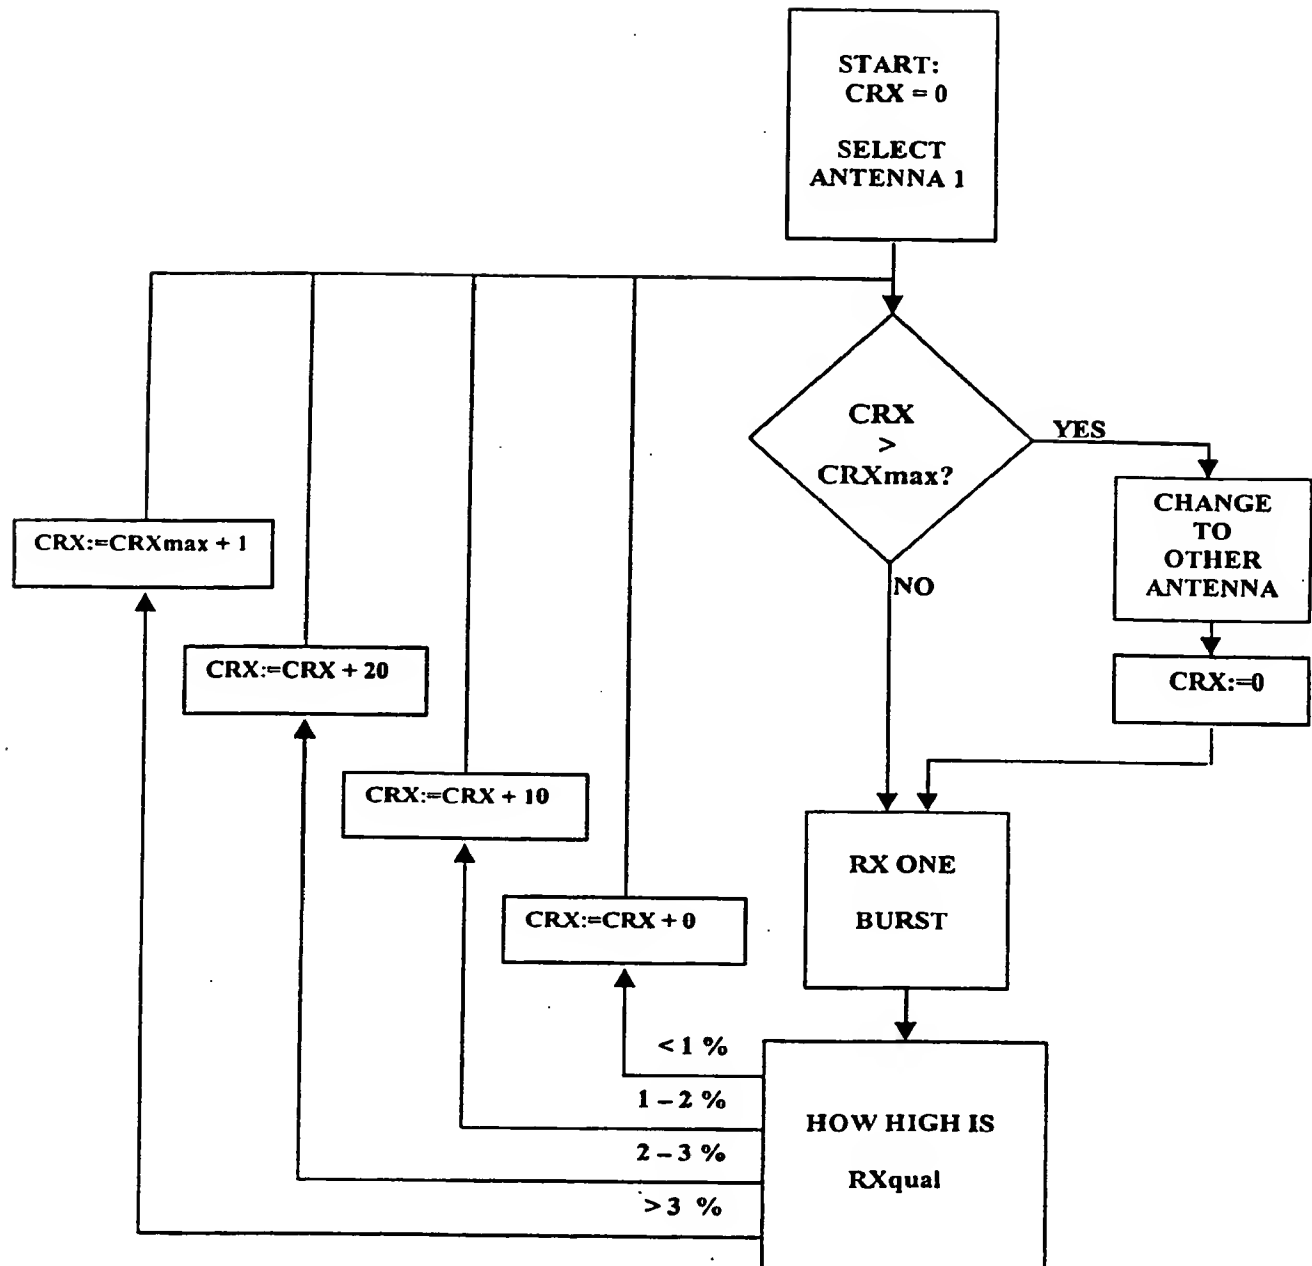 START:
CRX = 0
SELECT
ANTENNA 1
CRX
>
CRXmax?
YES
NO
CHANGE
TO
OTHER
ANTENNA
CRX:=0
CRX:=CRXmax + 1
CRX:=CRX + 20
CRX:=CRX + 10
CRX:=CRX + 0
RX ONE
BURST
< 1 %
1 – 2 %
2 – 3 %
> 3 %
HOW HIGH IS
RXqual